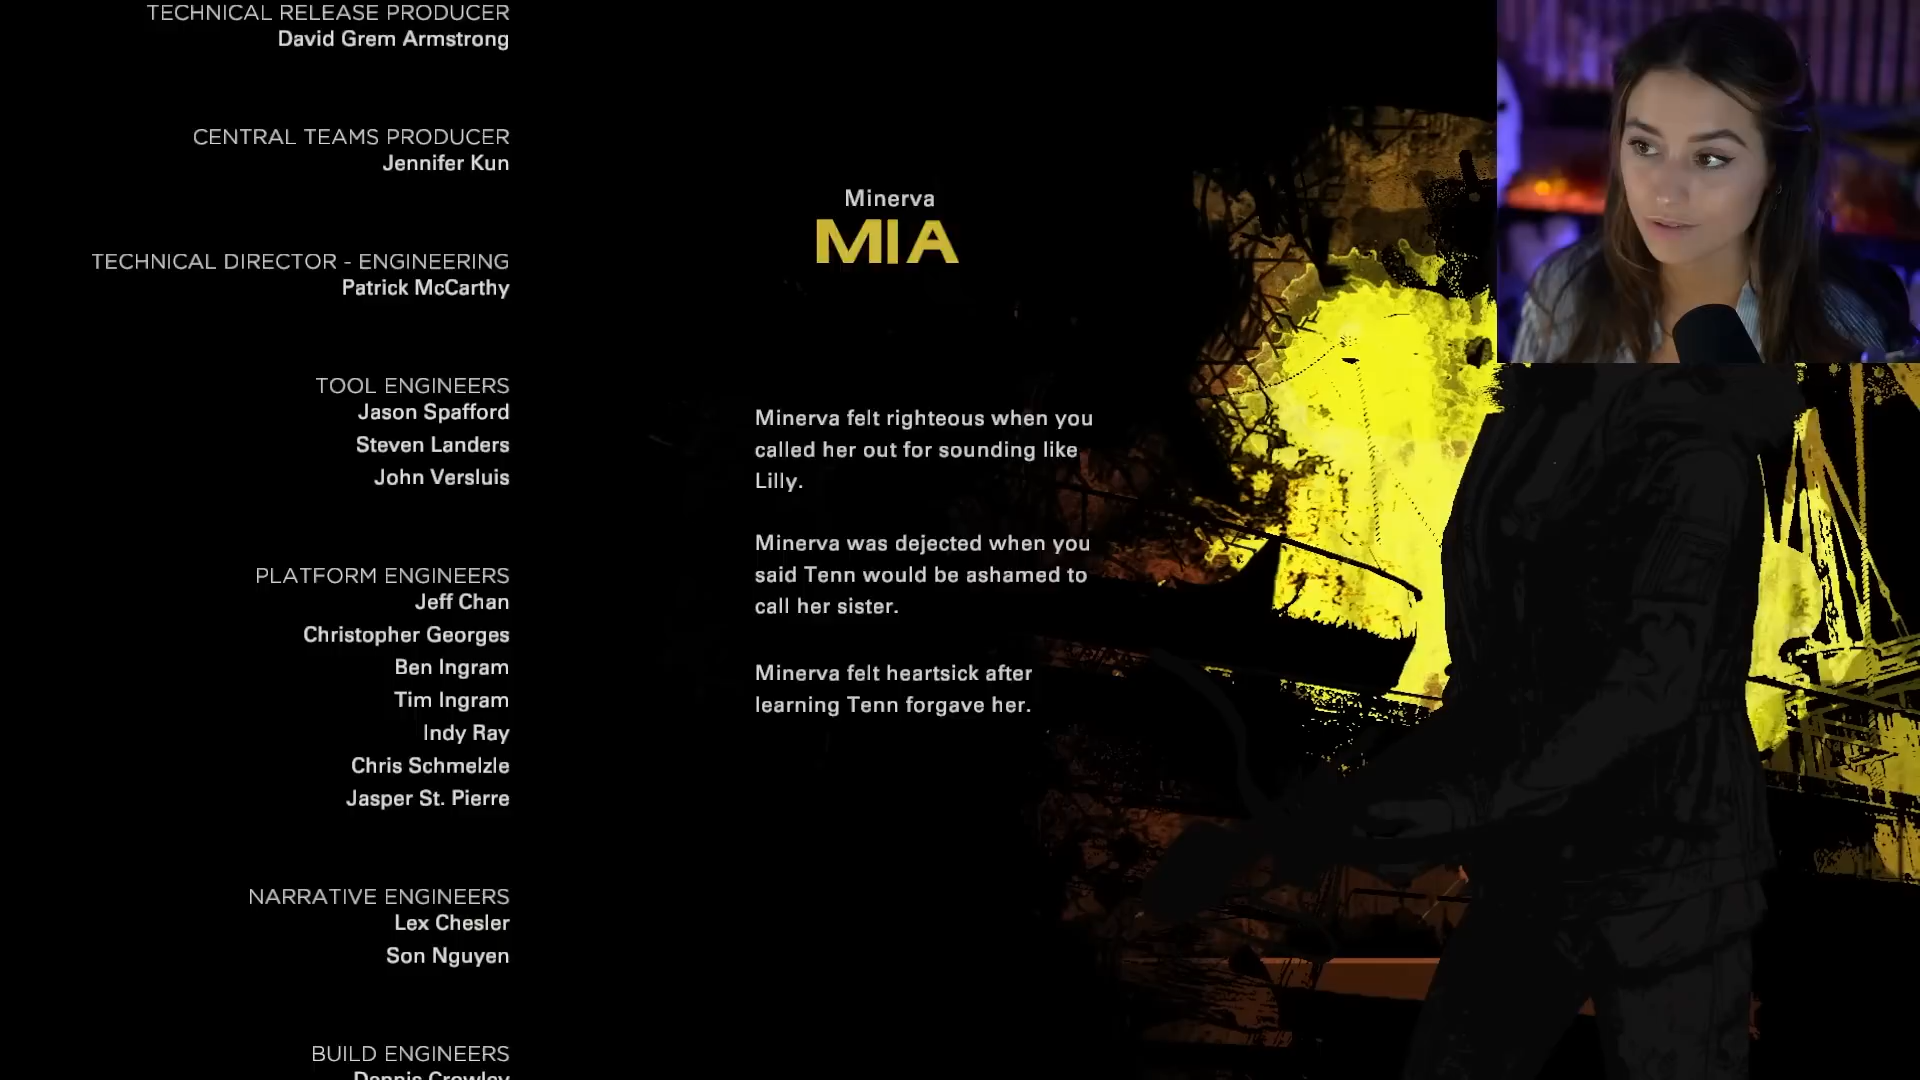 TECHNICAL RELEASE PRODUCER
David Grem Armstrong
CENTRAL TEAMS PRODUCER
Jennifer Kun
TECHNICAL DIRECTOR - ENGINEERING
Patrick McCarthy
TOOL ENGINEERS
Jason Spafford
Steven Landers
John Versluis
PLATFORM ENGINEERS
Jeff Chan
Christopher Georges
Ben Ingram
Tim Ingram
Indy Ray
Chris Schmelzle
Jasper St. Pierre
NARRATIVE ENGINEERS
Lex Chesler
Son Nguyen
BUILD ENGINEERS
Dennis Crowley
Minerva
MIA
Minerva felt righteous when you
called her out for sounding like
Lilly.
Minerva was dejected when you
said Tenn would be ashamed to
call her sister.
Minerva felt heartsick after
learning Tenn forgave her.